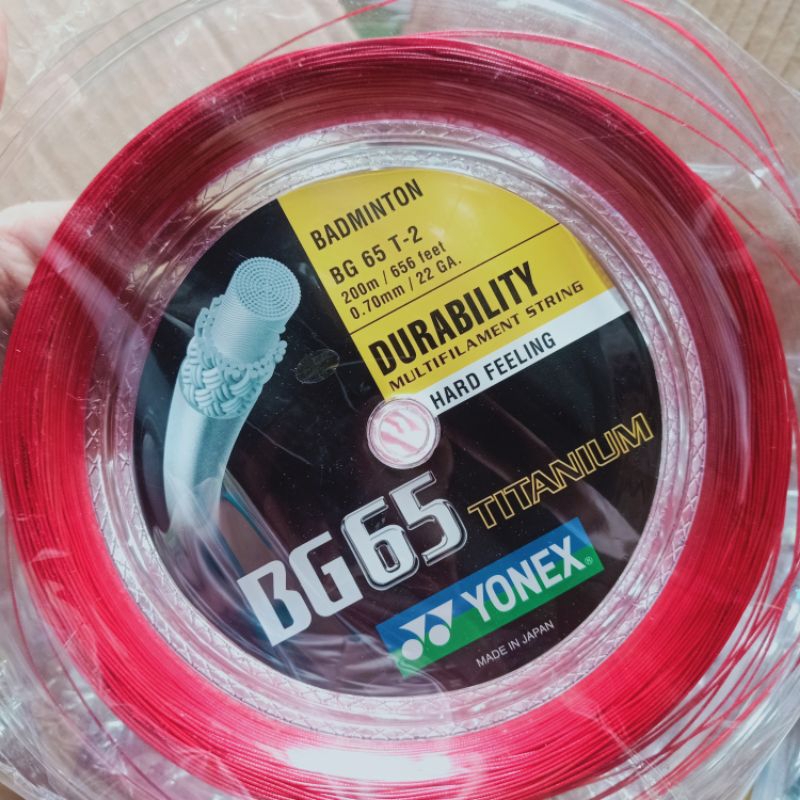 BADMINTON
BG 65 T-2
200m / 656 feet
0.70mm / 22 GA.
DURABILITY
MULTIFILAMENT STRING
HARD FEELING
BG65 TITANIUM
YONEX®
MADE IN JAPAN